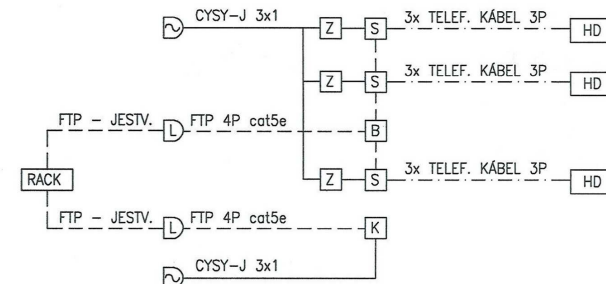 CYSY-J 3x1
Z S 3x TELEF. KÁBEL 3P HD
Z S 3x TELEF. KÁBEL 3P HD
FTP - JESTV. L FTP 4P cat5e B
RACK Z S 3x TELEF. KÁBEL 3P HD
FTP - JESTV. L FTP 4P cat5e K
CYSY-J 3x1